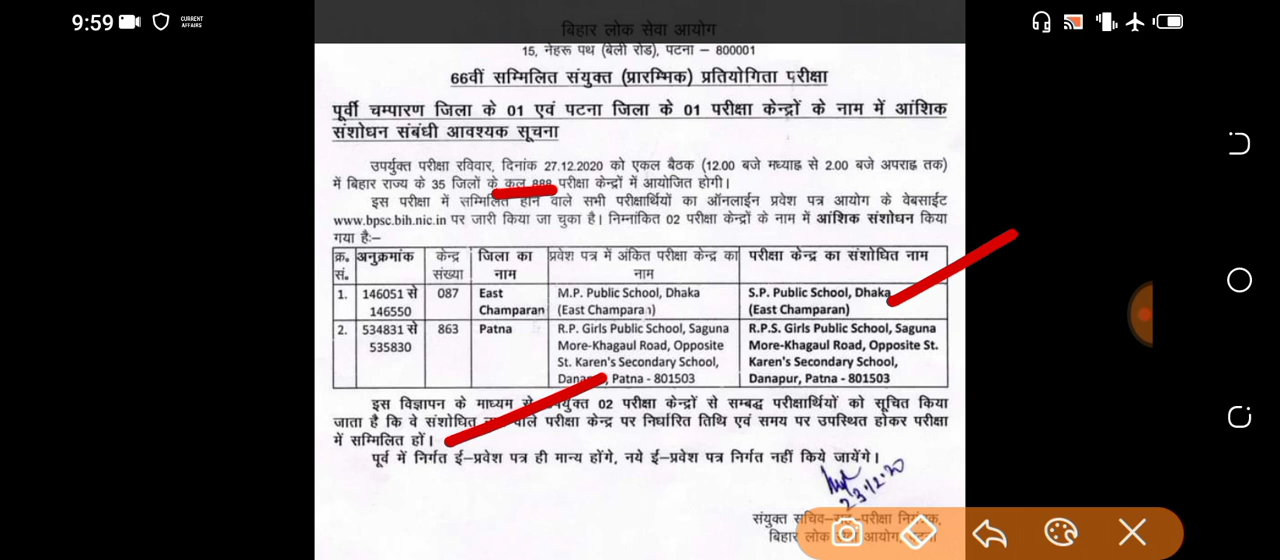 9:59 CURRENT AFFAIRS
बिहार लोक सेवा आयोग
15, नेहरू पथ (बेली रोड), पटना – 800001
66वीं सम्मिलित संयुक्त (प्रारम्भिक) प्रतियोगिता परीक्षा
पूर्वी चम्पारण जिला के 01 एवं पटना जिला के 01 परीक्षा केन्द्रों के नाम में आंशिक
संशोधन संबंधी आवश्यक सूचना
उपर्युक्त परीक्षा रविवार, दिनांक 27.12.2020 को एकल बैठक (12.00 बजे मध्याह्न से 2.00 बजे अपराह्न तक)
में बिहार राज्य के 35 जिलों के कुल 888 परीक्षा केन्द्रों में आयोजित होगी।
इस परीक्षा में सम्मिलित होने वाले सभी परीक्षार्थियों का ऑनलाईन प्रवेश पत्र आयोग के वेबसाईट
www.bpsc.bih.nic.in पर जारी किया जा चुका है। निम्नांकित 02 परीक्षा केन्द्रों के नाम में आंशिक संशोधन किया
गया है:–
क्र. सं. अनुक्रमांक केन्द्र संख्या जिला का नाम प्रवेश पत्र में अंकित परीक्षा केन्द्र का नाम परीक्षा केन्द्र का संशोधित नाम
1. 146051 से 146550 087 East Champaran M.P. Public School, Dhaka (East Champaran) S.P. Public School, Dhaka (East Champaran)
2. 534831 से 535830 863 Patna R.P. Girls Public School, Saguna More-Khagaul Road, Opposite St. Karen's Secondary School, Danapur, Patna - 801503 R.P.S. Girls Public School, Saguna More-Khagaul Road, Opposite St. Karen's Secondary School, Danapur, Patna - 801503
इस विज्ञापन के माध्यम से उपर्युक्त 02 परीक्षा केन्द्रों से सम्बद्ध परीक्षार्थियों को सूचित किया
जाता है कि वे संशोधित नाम वाले परीक्षा केन्द्र पर निर्धारित तिथि एवं समय पर उपस्थित होकर परीक्षा
में सम्मिलित हों।
पूर्व में निर्गत ई–प्रवेश पत्र ही मान्य होंगे, नये ई–प्रवेश पत्र निर्गत नहीं किये जायेंगे।
23.12.20
संयुक्त सचिव–सह–परीक्षा नियंत्रक,
बिहार लोक सेवा आयोग, पटना